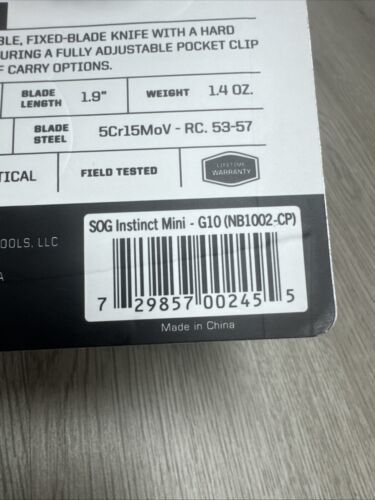 BLE, FIXED-BLADE KNIFE WITH A HARD
URING A FULLY ADJUSTABLE POCKET CLIP
F CARRY OPTIONS.
BLADE LENGTH 1.9" WEIGHT 1.4 OZ.
BLADE STEEL 5Cr15MoV - RC. 53-57
TICAL FIELD TESTED LIFETIME WARRANTY
OOLS, LLC
A
SOG Instinct Mini - G10 (NB1002-CP)
7 29857 00245 5
Made in China